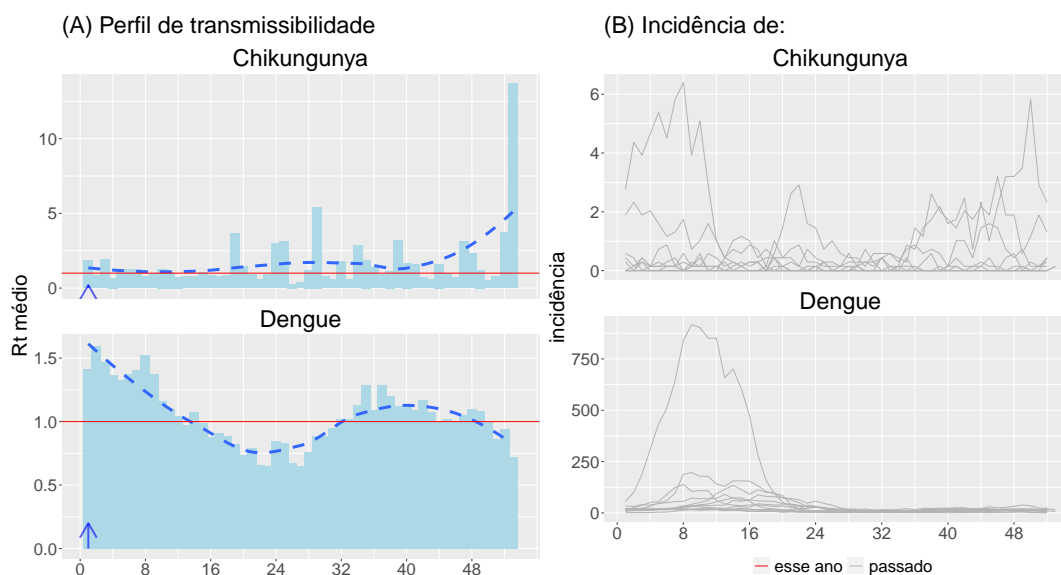 (A) Perfil de transmissibilidade
Chikungunya
10
5
0
Dengue
1.5
1.0
0.5
0.0
0 8 16 24 32 40 48
Rt médio
(B) Incidência de:
Chikungunya
6
4
2
0
Dengue
750
500
250
0
0 8 16 24 32 40 48
incidência
esse ano passado